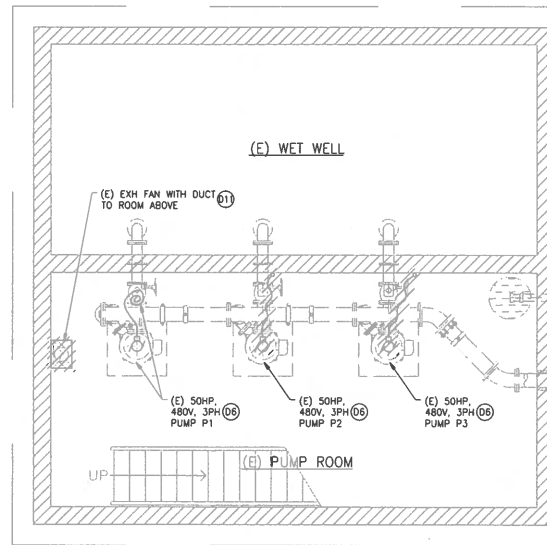 (E) WET WELL
(E) EXH FAN WITH DUCT D11
TO ROOM ABOVE
(E) 50HP,
480V, 3PH D6
PUMP P1
(E) 50HP,
480V, 3PH D6
PUMP P2
(E) 50HP,
480V, 3PH D6
PUMP P3
(E) PUMP ROOM
UP